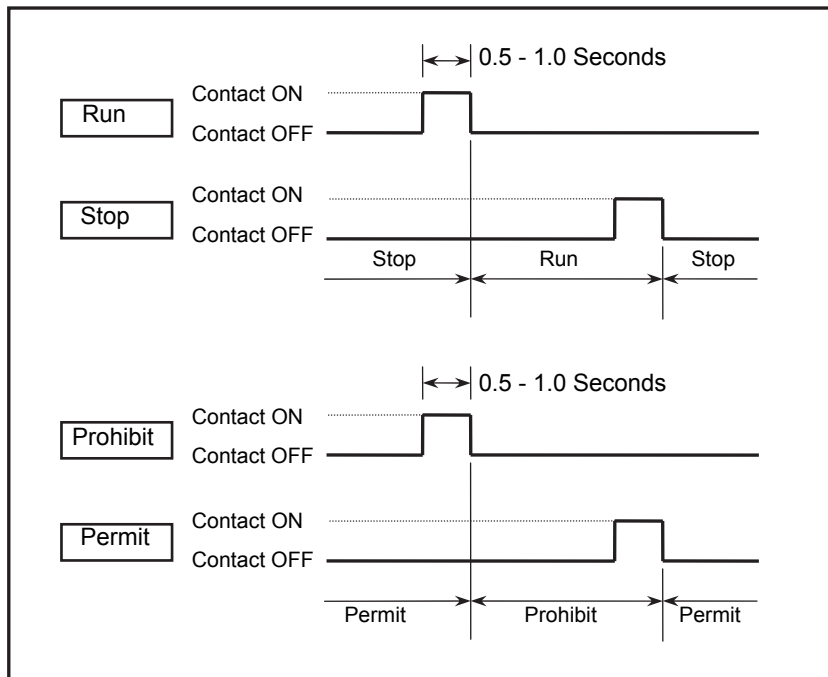 0.5 - 1.0 Seconds
Contact ON
Run
Contact OFF
Contact ON
Stop
Contact OFF
Stop Run Stop
0.5 - 1.0 Seconds
Contact ON
Prohibit
Contact OFF
Contact ON
Permit
Contact OFF
Permit Prohibit Permit